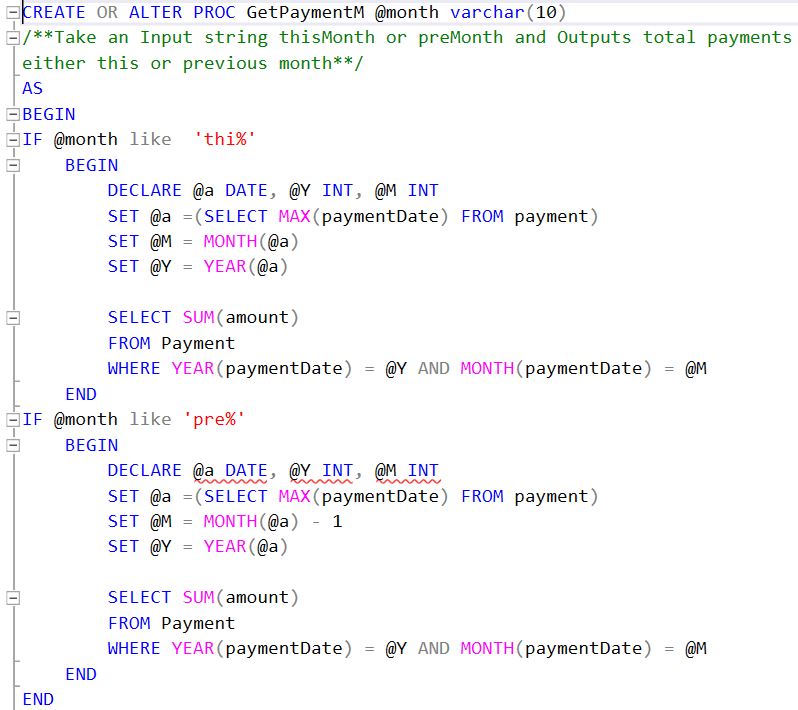 CREATE OR ALTER PROC GetPaymentM @month varchar(10)
/**Take an Input string thisMonth or preMonth and Outputs total payments
either this or previous month**/
AS
BEGIN
IF @month like  'thi%'
    BEGIN
        DECLARE @a DATE, @Y INT, @M INT
        SET @a =(SELECT MAX(paymentDate) FROM payment)
        SET @M = MONTH(@a)
        SET @Y = YEAR(@a)

        SELECT SUM(amount)
        FROM Payment
        WHERE YEAR(paymentDate) = @Y AND MONTH(paymentDate) = @M
    END
IF @month like 'pre%'
    BEGIN
        DECLARE @a DATE, @Y INT, @M INT
        SET @a =(SELECT MAX(paymentDate) FROM payment)
        SET @M = MONTH(@a) - 1
        SET @Y = YEAR(@a)

        SELECT SUM(amount)
        FROM Payment
        WHERE YEAR(paymentDate) = @Y AND MONTH(paymentDate) = @M
    END
END